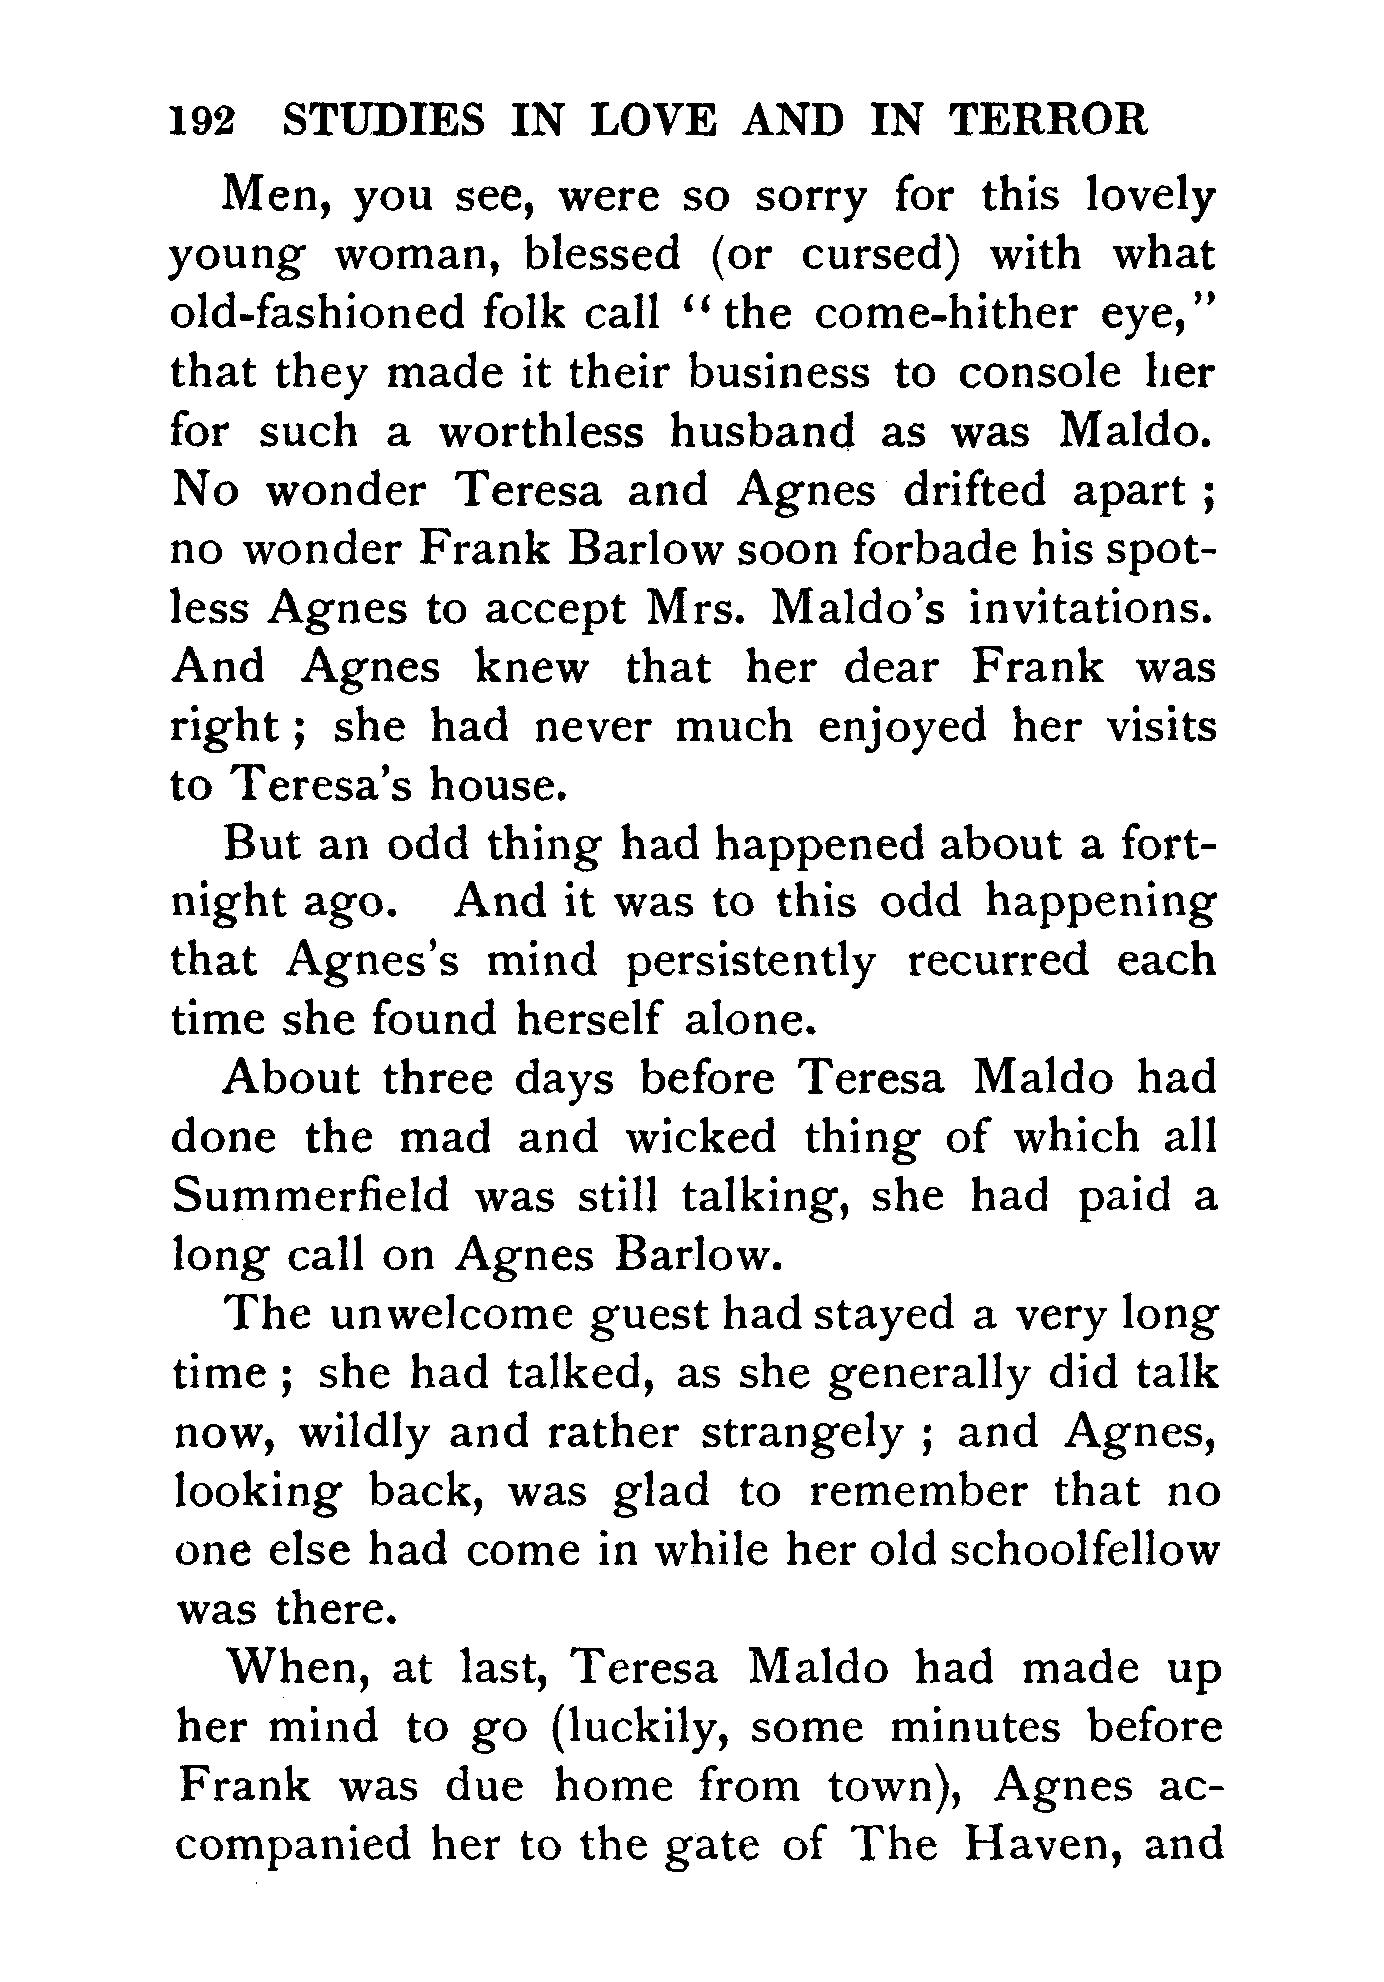 192 STUDIES IN LOVE AND IN TERROR
Men, you see, were so sorry for this lovely
young woman, blessed (or cursed) with what
old-fashioned folk call “ the come-hither eye,”
that they made it their business to console her
for such a worthless husband as was Maldo.
No wonder Teresa and Agnes drifted apart ;
no wonder Frank Barlow soon forbade his spot-
less Agnes to accept Mrs. Maldo’s invitations.
And Agnes knew that her dear Frank was
right ; she had never much enjoyed her visits
to Teresa’s house.
But an odd thing had happened about a fort-
night ago. And it was to this odd happening
that Agnes’s mind persistently recurred each
time she found herself alone.
About three days before Teresa Maldo had
done the mad and wicked thing of which all
Summerfield was still talking, she had paid a
long call on Agnes Barlow.
The unwelcome guest had stayed a very long
time ; she had talked, as she generally did talk
now, wildly and rather strangely ; and Agnes,
looking back, was glad to remember that no
one else had come in while her old schoolfellow
was there.
When, at last, Teresa Maldo had made up
her mind to go (luckily, some minutes before
Frank was due home from town), Agnes ac-
companied her to the gate of The Haven, and